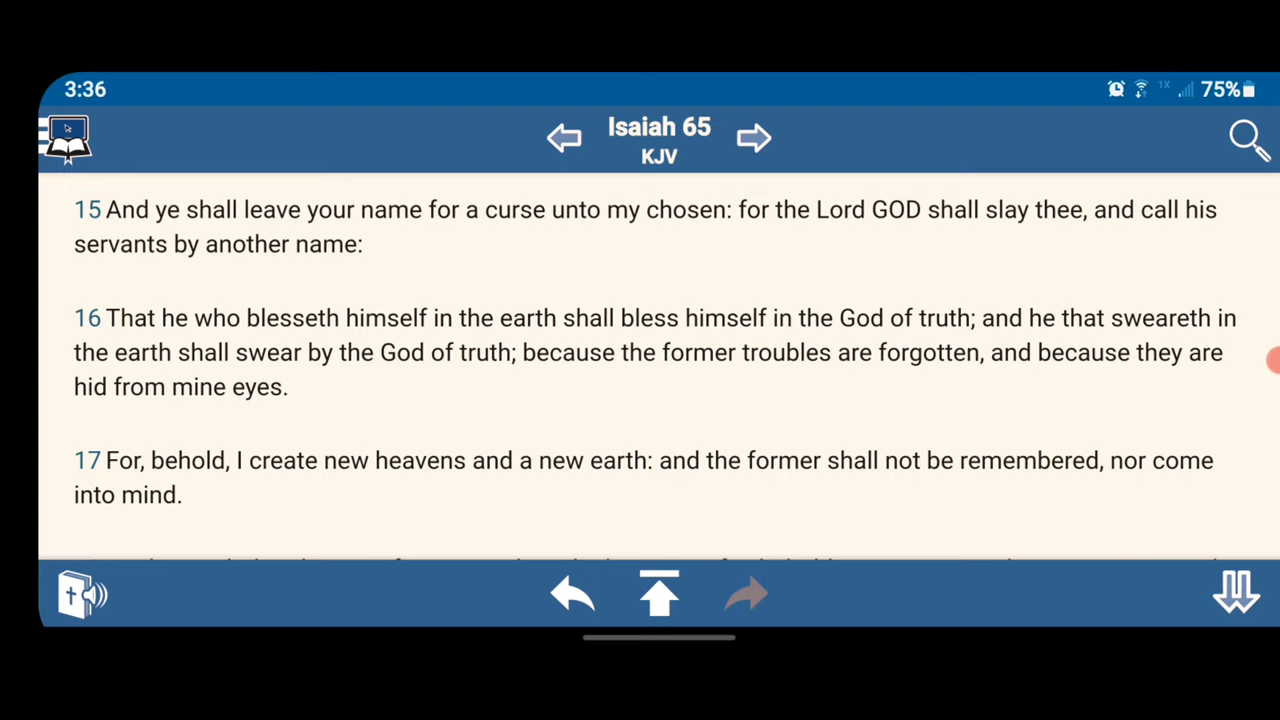 3:36
1X
75%
Isaiah 65
KJV
15 And ye shall leave your name for a curse unto my chosen: for the Lord GOD shall slay thee, and call his
servants by another name:
16 That he who blesseth himself in the earth shall bless himself in the God of truth; and he that sweareth in
the earth shall swear by the God of truth; because the former troubles are forgotten, and because they are
hid from mine eyes.
17 For, behold, I create new heavens and a new earth: and the former shall not be remembered, nor come
into mind.